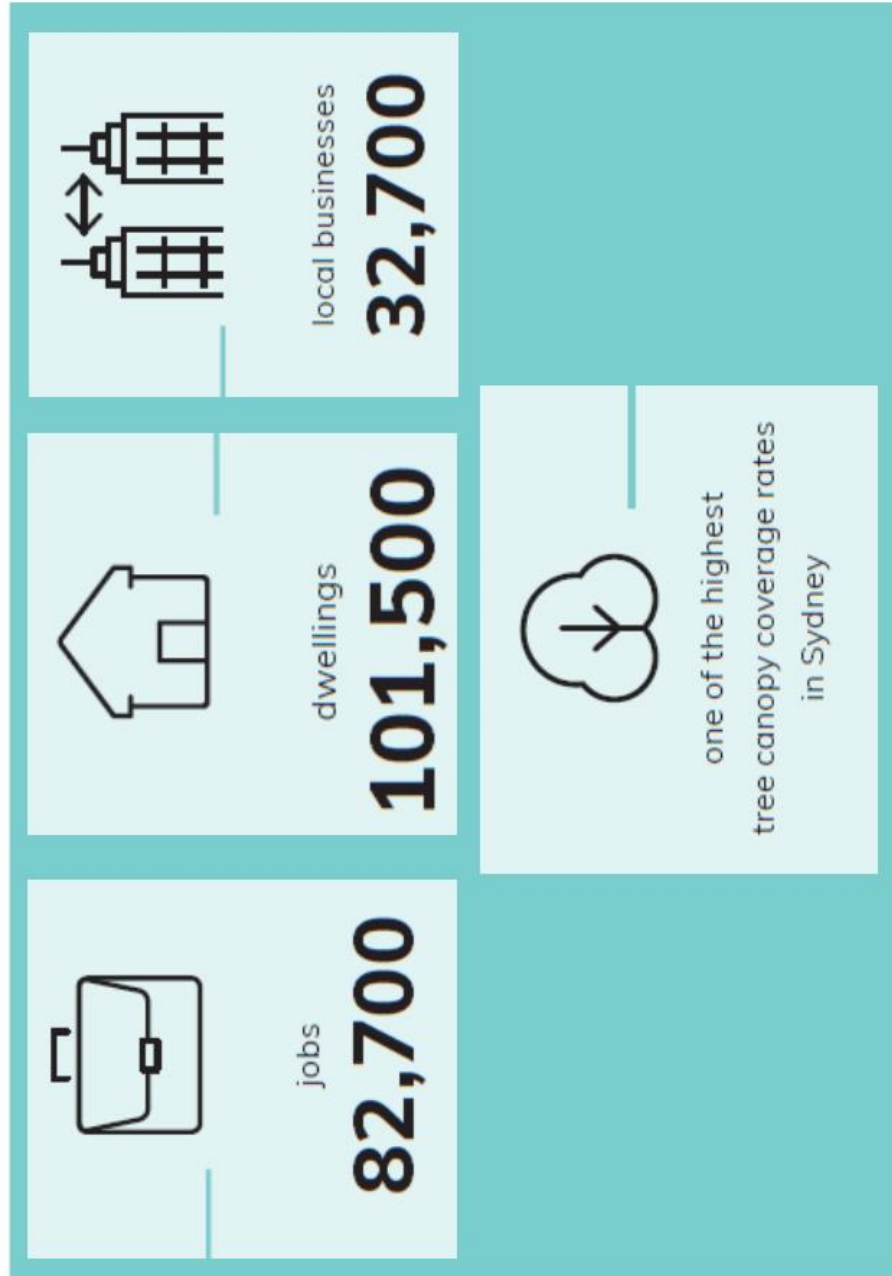 jobs
82,700
dwellings
101,500
local businesses
32,700
one of the highest
tree canopy coverage rates
in Sydney